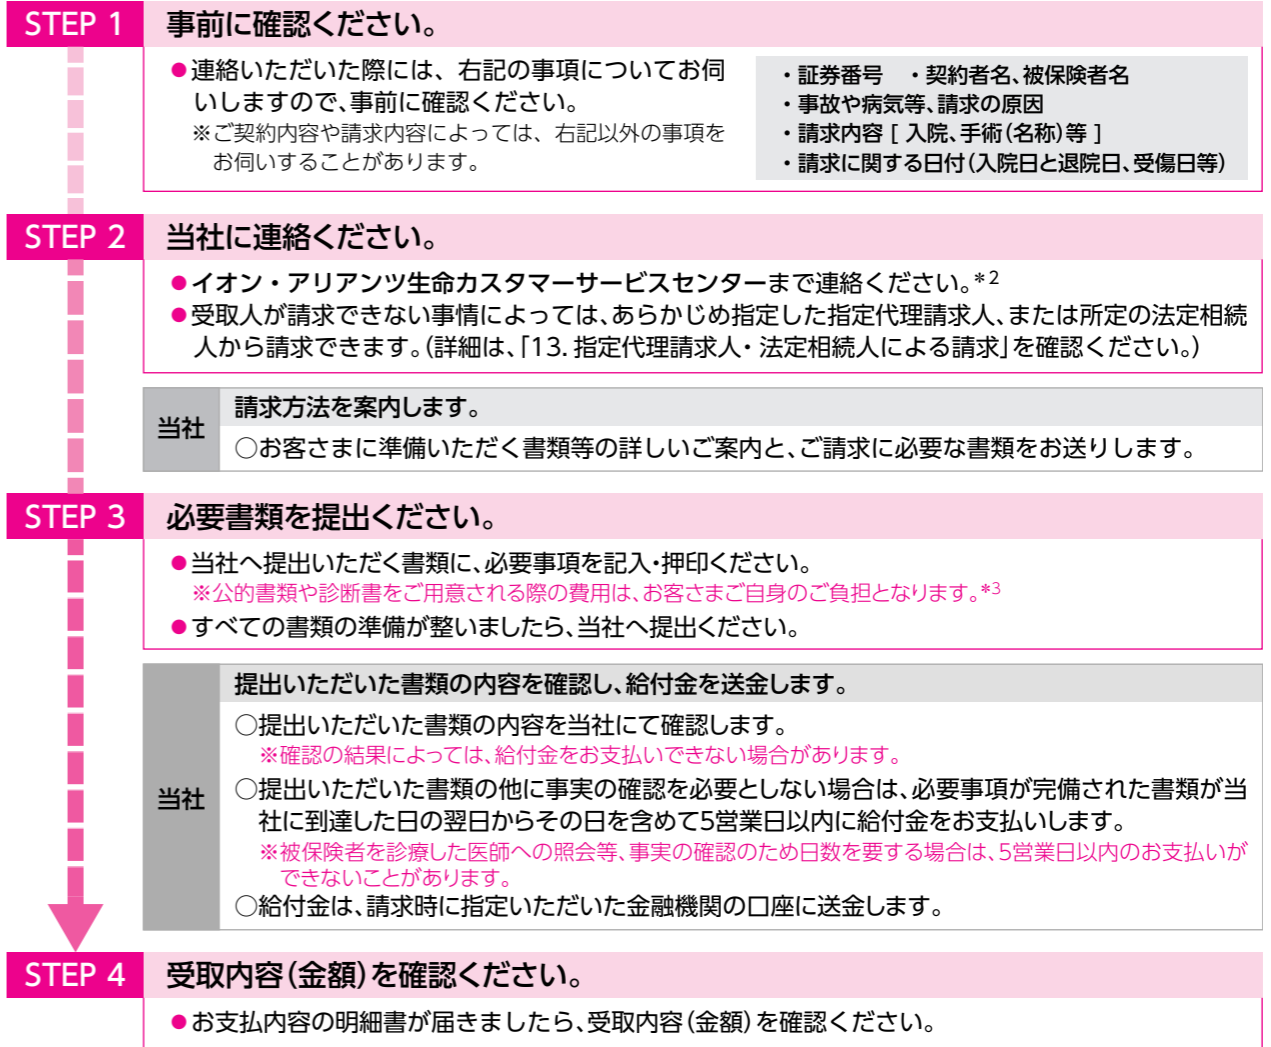 STEP 1 事前に確認ください。
●連絡いただいた際には、右記の事項についてお伺
いしますので、事前に確認ください。
※ご契約内容や請求内容によっては、右記以外の事項を
お伺いすることがあります。
・証券番号 ・契約者名、被保険者名
・事故や病気等、請求の原因
・請求内容［入院、手術（名称）等］
・請求に関する日付（入院日と退院日、受傷日等）
STEP 2 当社に連絡ください。
●イオン・アリアンツ生命カスタマーサービスセンターまで連絡ください。*2
●受取人が請求できない事情によっては、あらかじめ指定した指定代理請求人、または所定の法定相続
人から請求できます。（詳細は、「13. 指定代理請求人・法定相続人による請求」を確認ください。）
当社
請求方法を案内します。
○お客さまに準備いただく書類等の詳しいご案内と、ご請求に必要な書類をお送りします。
STEP 3 必要書類を提出ください。
●当社へ提出いただく書類に、必要事項を記入・押印ください。
※公的書類や診断書をご用意される際の費用は、お客さまご自身のご負担となります。*3
●すべての書類の準備が整いましたら、当社へ提出ください。
当社
提出いただいた書類の内容を確認し、給付金を送金します。
○提出いただいた書類の内容を当社にて確認します。
※確認の結果によっては、給付金をお支払いできない場合があります。
○提出いただいた書類の他に事実の確認を必要としない場合は、必要事項が完備された書類が当
社に到達した日の翌日からその日を含めて5営業日以内に給付金をお支払いします。
※被保険者を診療した医師への照会等、事実の確認のため日数を要する場合は、5営業日以内のお支払いが
できないことがあります。
○給付金は、請求時に指定いただいた金融機関の口座に送金します。
STEP 4 受取内容（金額）を確認ください。
●お支払内容の明細書が届きましたら、受取内容（金額）を確認ください。